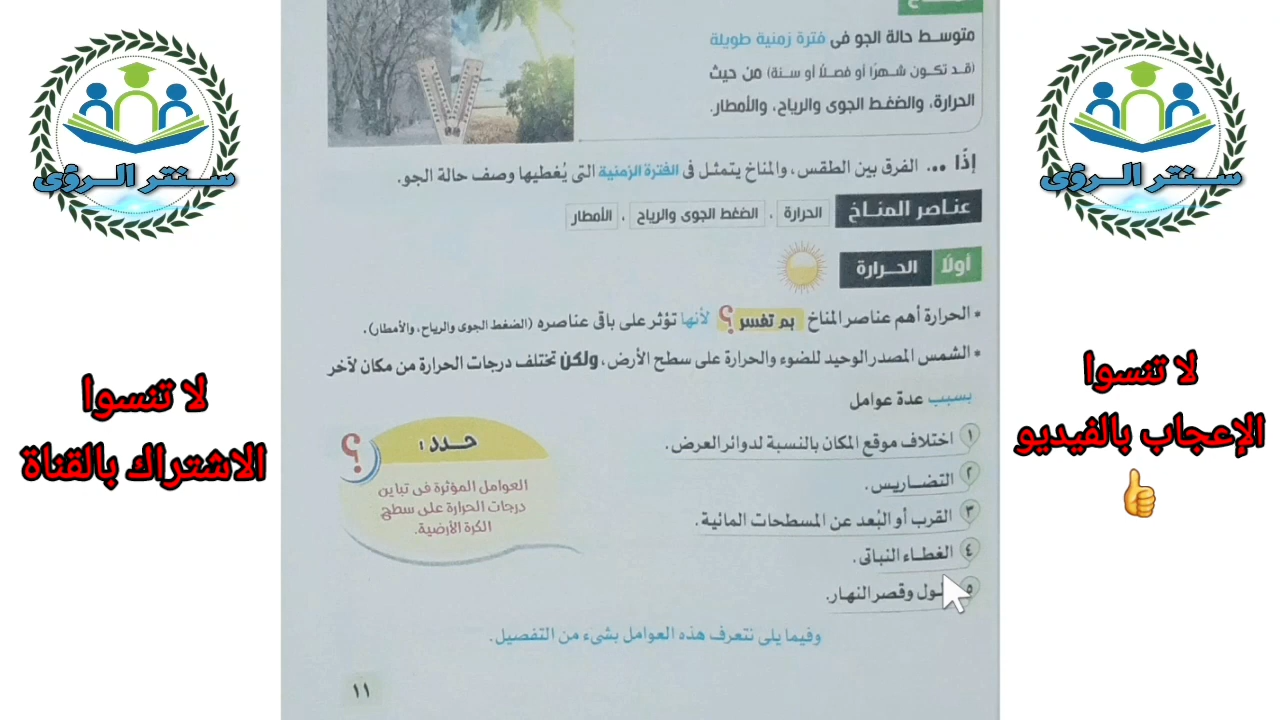 متوسط حالة الجو فى فترة زمنية طويلة
(قد تكون شهرًا أو فصلاً أو سنة) من حيث
الحرارة، والضغط الجوى والرياح، والأمطار.
إذًا .. الفرق بين الطقس، والمناخ يتمثل فى الفترة الزمنية التى يُغطيها وصف حالة الجو.
عناصر المناخ الحرارة ، الضغط الجوى والرياح ، الأمطار
أولًا الحرارة
* الحرارة أهم عناصر المناخ بم تفسر ؟ لأنها تؤثر على باقى عناصره (الضغط الجوى والرياح، والأمطار).
* الشمس المصدر الوحيد للضوء والحرارة على سطح الأرض، ولكن تختلف درجات الحرارة من مكان لآخر
بسبب عدة عوامل
١ اختلاف موقع المكان بالنسبة لدوائر العرض.
٢ التضاريس.
٣ القرب أو البُعد عن المسطحات المائية.
٤ الغطاء النباتى.
٥ وقصر النهار.
حدد :
؟
العوامل المؤثرة فى تباين
درجات الحرارة على سطح
الكرة الأرضية.
وفيما يلى نتعرف هذه العوامل بشىء من التفصيل.
١١
سنتر الرؤى
لا تنسوا
الاشتراك بالقناة
سنتر الرؤى
لا تنسوا
الإعجاب بالفيديو